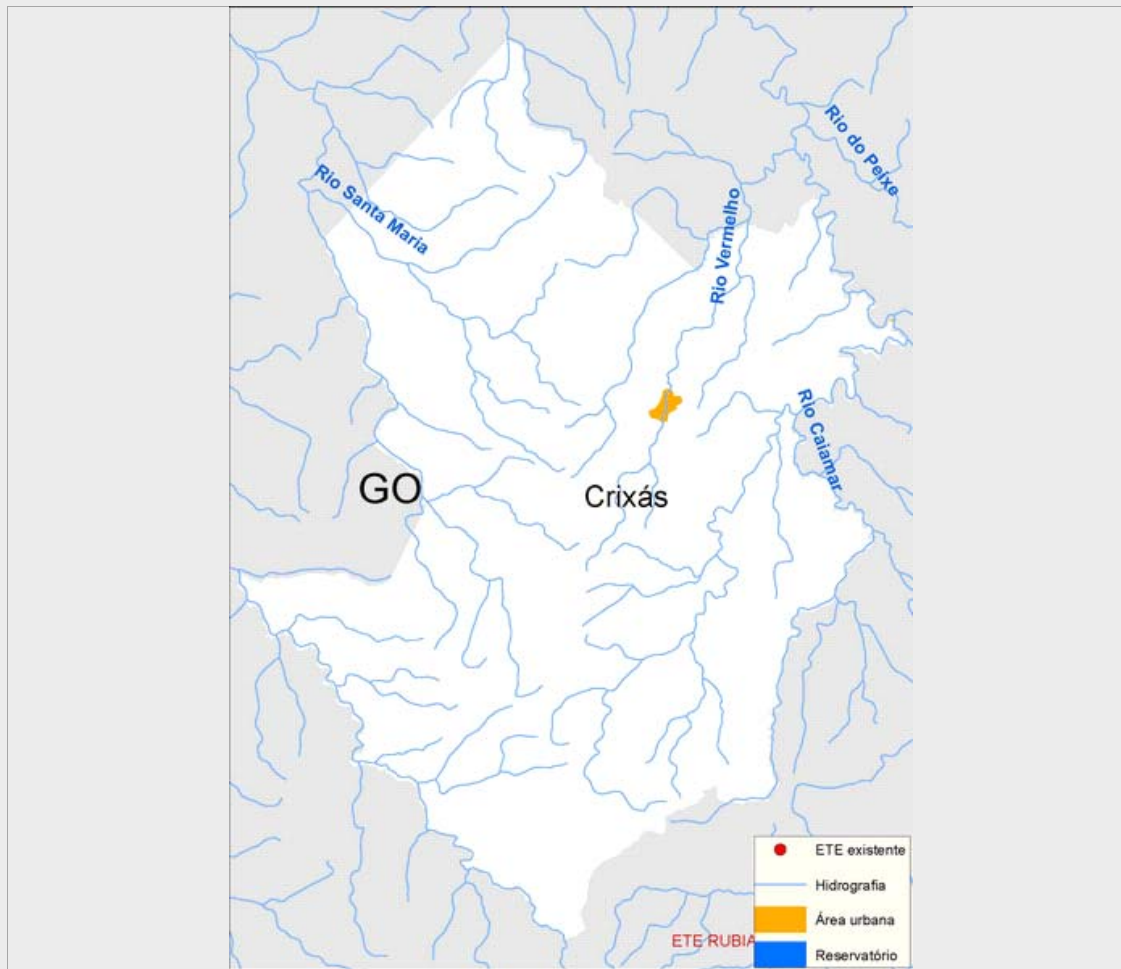 Rio do Peixe
Rio Santa Maria
Rio Vermelho
Rio Caiamar
GO
Crixás
ETE existente
Hidrografia
Área urbana
Reservatório
ETE RUBIA